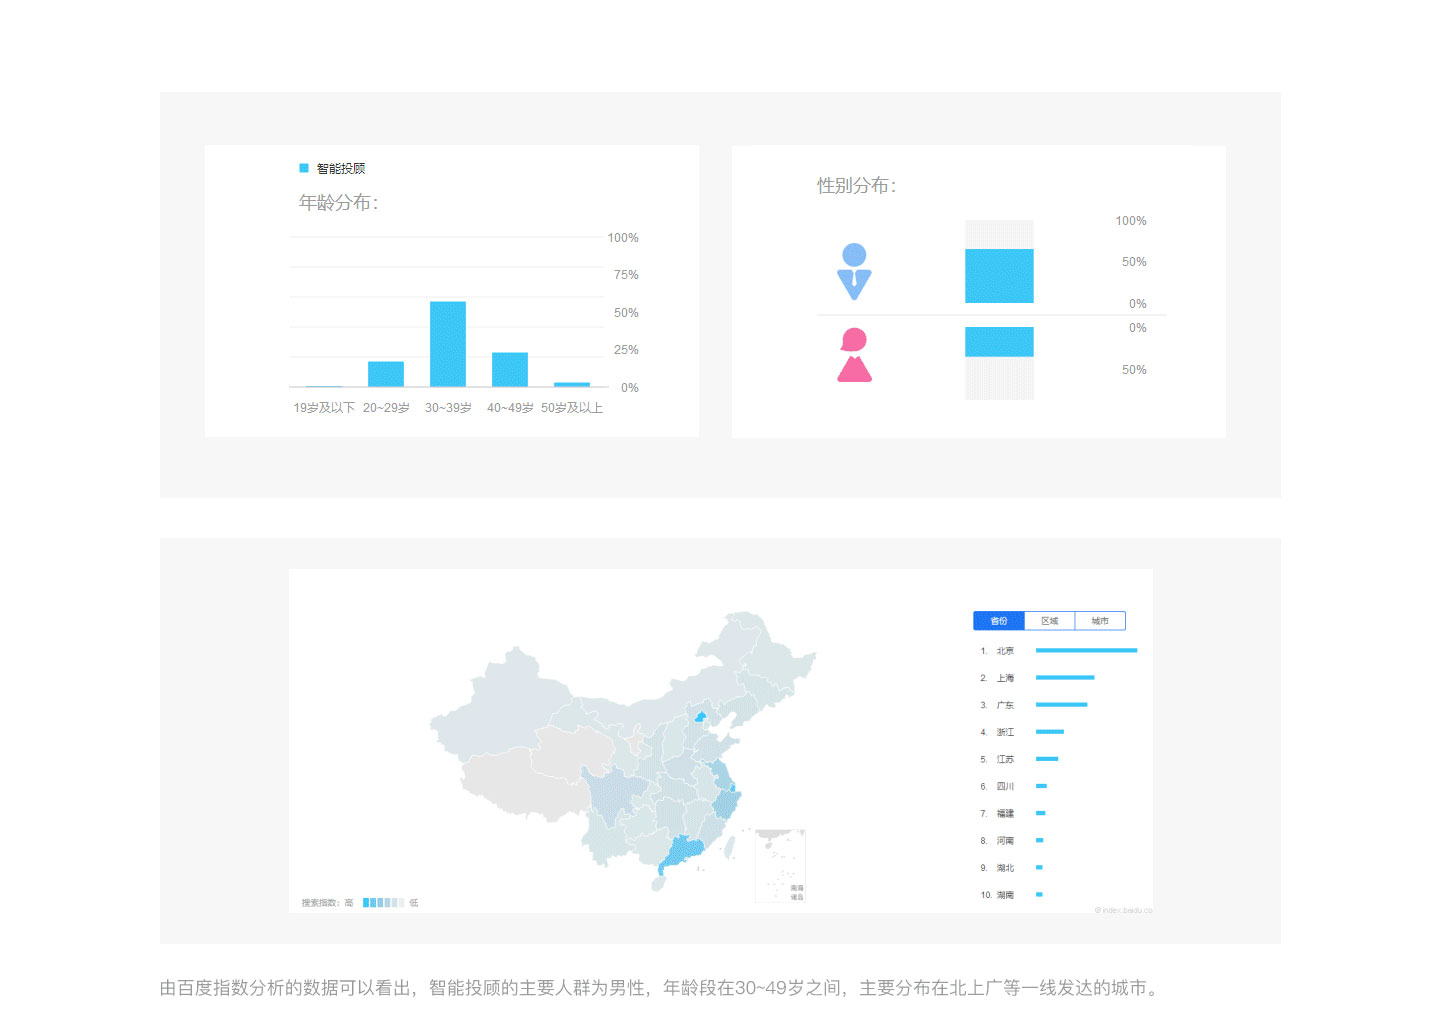 智能投顾
年龄分布：
100%
75%
50%
25%
0%
19岁及以下 20~29岁 30~39岁 40~49岁 50岁及以上
性别分布：
100%
50%
0%
0%
50%
省份 区域 城市
1. 北京
2. 上海
3. 广东
4. 浙江
5. 江苏
6. 四川
7. 福建
8. 河南
9. 湖北
10. 湖南
南海
诸岛
搜索指数：高 低
@index.baidu.co
由百度指数分析的数据可以看出，智能投顾的主要人群为男性，年龄段在30~49岁之间，主要分布在北上广等一线发达的城市。